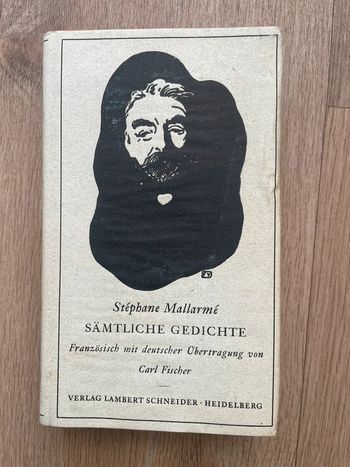 Stéphane Mallarmé
SÄMTLICHE GEDICHTE
Französisch mit deutscher Übertragung von
Carl Fischer
VERLAG LAMBERT SCHNEIDER · HEIDELBERG